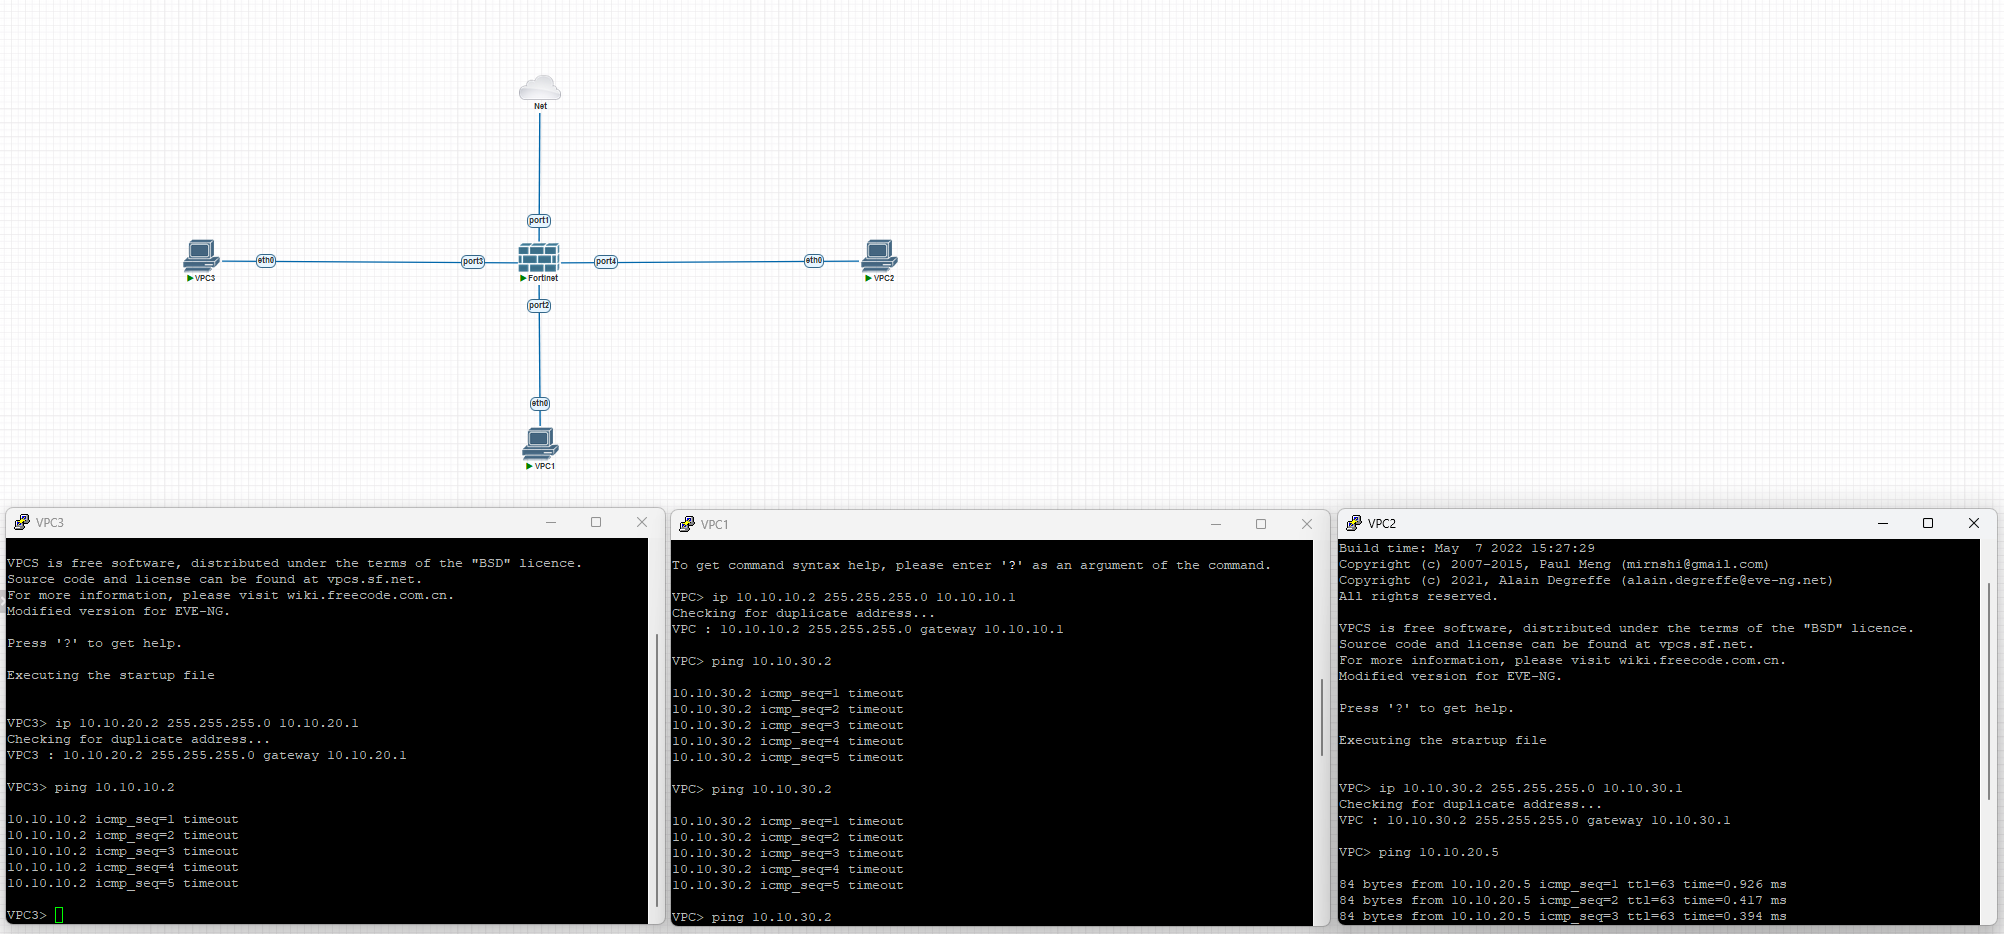 Net
port1
VPC3
eth0
port3
Fortinet
port4
eth0
VPC2
port2
eth0
VPC1
VPC3
VPCS is free software, distributed under the terms of the "BSD" licence.
Source code and license can be found at vpcs.sf.net.
For more information, please visit wiki.freecode.com.cn.
Modified version for EVE-NG.
Press '?' to get help.
Executing the startup file
VPC3> ip 10.10.20.2 255.255.255.0 10.10.20.1
Checking for duplicate address...
VPC3 : 10.10.20.2 255.255.255.0 gateway 10.10.20.1
VPC3> ping 10.10.10.2
10.10.10.2 icmp_seq=1 timeout
10.10.10.2 icmp_seq=2 timeout
10.10.10.2 icmp_seq=3 timeout
10.10.10.2 icmp_seq=4 timeout
10.10.10.2 icmp_seq=5 timeout
VPC3>
VPC1
To get command syntax help, please enter '?' as an argument of the command.
VPC> ip 10.10.10.2 255.255.255.0 10.10.10.1
Checking for duplicate address...
VPC : 10.10.10.2 255.255.255.0 gateway 10.10.10.1
VPC> ping 10.10.30.2
10.10.30.2 icmp_seq=1 timeout
10.10.30.2 icmp_seq=2 timeout
10.10.30.2 icmp_seq=3 timeout
10.10.30.2 icmp_seq=4 timeout
10.10.30.2 icmp_seq=5 timeout
VPC> ping 10.10.30.2
10.10.30.2 icmp_seq=1 timeout
10.10.30.2 icmp_seq=2 timeout
10.10.30.2 icmp_seq=3 timeout
10.10.30.2 icmp_seq=4 timeout
10.10.30.2 icmp_seq=5 timeout
VPC> ping 10.10.30.2
VPC2
Build time: May  7 2022 15:27:29
Copyright (c) 2007-2015, Paul Meng (mirnshi@gmail.com)
Copyright (c) 2021, Alain Degreffe (alain.degreffe@eve-ng.net)
All rights reserved.
VPCS is free software, distributed under the terms of the "BSD" licence.
Source code and license can be found at vpcs.sf.net.
For more information, please visit wiki.freecode.com.cn.
Modified version for EVE-NG.
Press '?' to get help.
Executing the startup file
VPC> ip 10.10.30.2 255.255.255.0 10.10.30.1
Checking for duplicate address...
VPC : 10.10.30.2 255.255.255.0 gateway 10.10.30.1
VPC> ping 10.10.20.5
84 bytes from 10.10.20.5 icmp_seq=1 ttl=63 time=0.926 ms
84 bytes from 10.10.20.5 icmp_seq=2 ttl=63 time=0.417 ms
84 bytes from 10.10.20.5 icmp_seq=3 ttl=63 time=0.394 ms